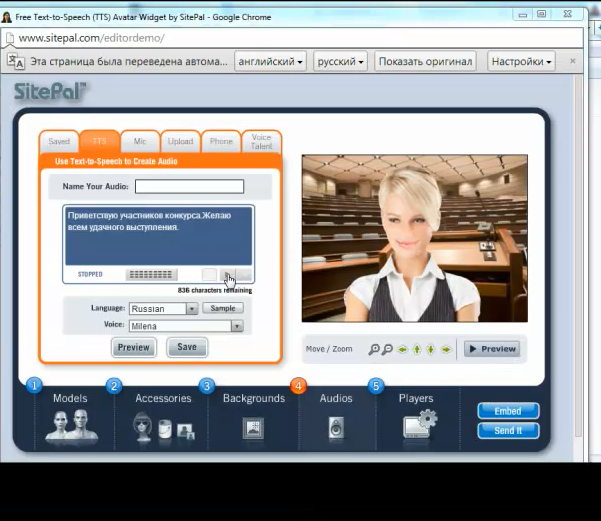 Free Text-to-Speech (TTS) Avatar Widget by SitePal - Google Chrome
www.sitepal.com/editordemo/
Эта страница была переведена автома... английский русский Показать оригинал Настройки
SitePal™
Saved TTS Mic Upload Phone Voice Talent
Use Text-to-Speech to Create Audio
Name Your Audio:
Приветствую участников конкурса.Желаю
всем удачного выступления.
STOPPED
836 characters remaining
Language: Russian Sample
Voice: Milena
Preview Save
Move / Zoom Preview
1 Models 2 Accessories 3 Backgrounds 4 Audios 5 Players
Embed
Send It